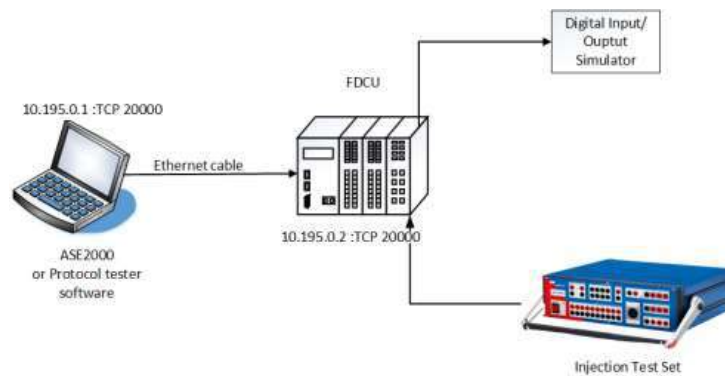 Digital Input/
Ouptut
Simulator
FDCU
10.195.0.1 :TCP 20000
Ethernet cable
10.195.0.2 :TCP 20000
ASE2000
or Protocol tester
software
Injection Test Set